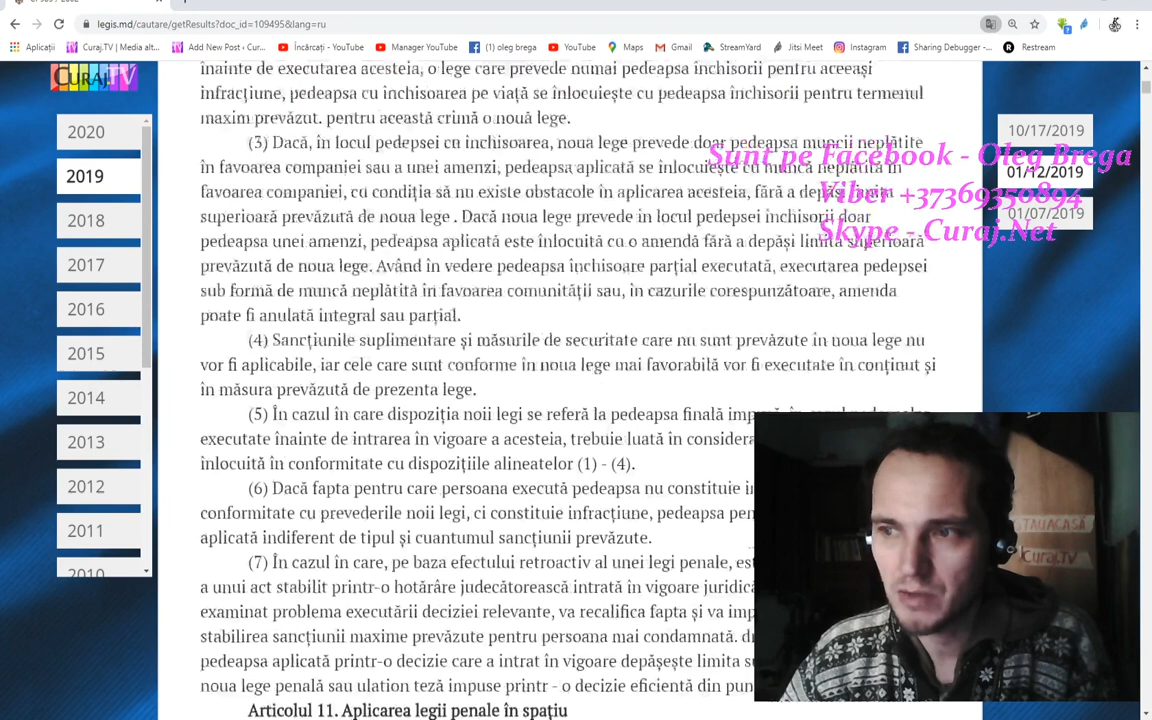 legis.md/cautare/getResults?doc_id=109495&lang=ru
Aplicații Curaj.TV | Media alt... Add New Post ‹ Cur... Încărcați - YouTube Manager YouTube (1) oleg brega YouTube Maps Gmail StreamYard Jitsi Meet Instagram Sharing Debugger -... Restream
CURAJ TV
2020
2019
2018
2017
2016
2015
2014
2013
2012
2011
2010
înainte de executarea acesteia, o lege care prevede numai pedeapsa închisorii pentru aceeași
infracțiune, pedeapsa cu închisoarea pe viață se înlocuiește cu pedeapsa închisorii pentru termenul
maxim prevăzut. pentru această crimă o nouă lege.
(3) Dacă, în locul pedepsei cu închisoarea, noua lege prevede doar pedeapsa muncii neplătite
în favoarea companiei sau a unei amenzi, pedeapsa aplicată se înlocuiește cu muncă neplătită în
favoarea companiei, cu condiția să nu existe obstacole în aplicarea acesteia, fără a depăși limita
superioară prevăzută de noua lege . Dacă noua lege prevede în locul pedepsei închisorii doar
pedeapsa unei amenzi, pedeapsa aplicată este înlocuită cu o amendă fără a depăși limita superioară
prevăzută de noua lege. Având în vedere pedeapsa închisoare parțial executată, executarea pedepsei
sub formă de muncă neplătită în favoarea comunității sau, în cazurile corespunzătoare, amenda
poate fi anulată integral sau parțial.
(4) Sancțiunile suplimentare și măsurile de securitate care nu sunt prevăzute în noua lege nu
vor fi aplicabile, iar cele care sunt conforme în noua lege mai favorabilă vor fi executate în conținut și
în măsura prevăzută de prezenta lege.
(5) În cazul în care dispoziția noii legi se referă la pedeapsa finală
executate înainte de intrarea în vigoare a acesteia, trebuie luată în
înlocuită în conformitate cu dispozițiile alineatelor (1) - (4).
(6) Dacă fapta pentru care persoana execută pedeapsa nu constituie
conformitate cu prevederile noii legi, ci constituie infracțiune, pedeapsa
aplicată indiferent de tipul și cuantumul sancțiunii prevăzute.
(7) În cazul în care, pe baza efectului retroactiv al unei legi penale,
a unui act stabilit printr-o hotărâre judecătorească intrată în vigoare
examinat problema executării deciziei relevante, va recalifica fapta și va
stabilirea sancțiunii maxime prevăzute pentru persoana mai condamnată.
pedeapsa aplicată printr-o decizie care a intrat în vigoare depășește limita
noua lege penală sau ulation teză impuse printr - o decizie eficientă din
Articolul 11. Aplicarea legii penale în spațiu
10/17/2019
01/12/2019
01/07/2019
Sunt pe Facebook - Oleg Brega
Viber +37369350894
Skype - Curaj.Net
TAUACASA
Curaj.TV